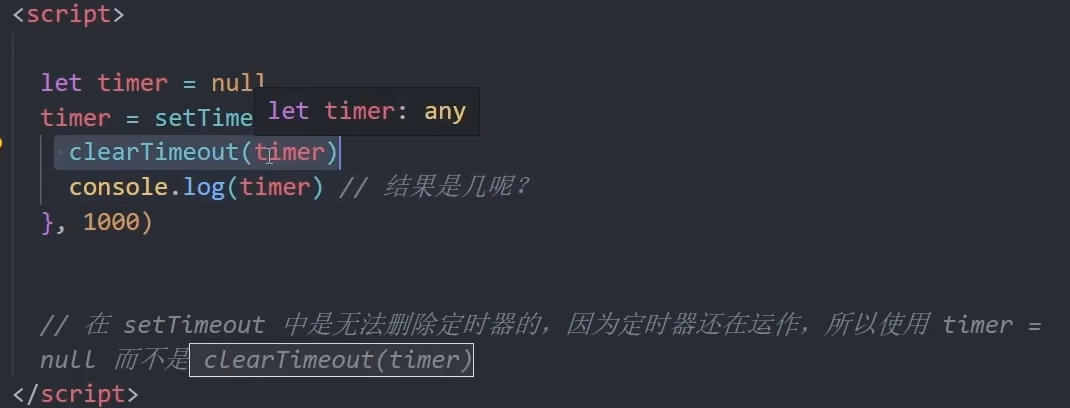 <script>
let timer = null
let timer: any
timer = setTime
clearTimeout(timer)
console.log(timer) // 结果是几呢？
}, 1000)
// 在 setTimeout 中是无法删除定时器的，因为定时器还在运作，所以使用 timer =
null 而不是 clearTimeout(timer)
</script>